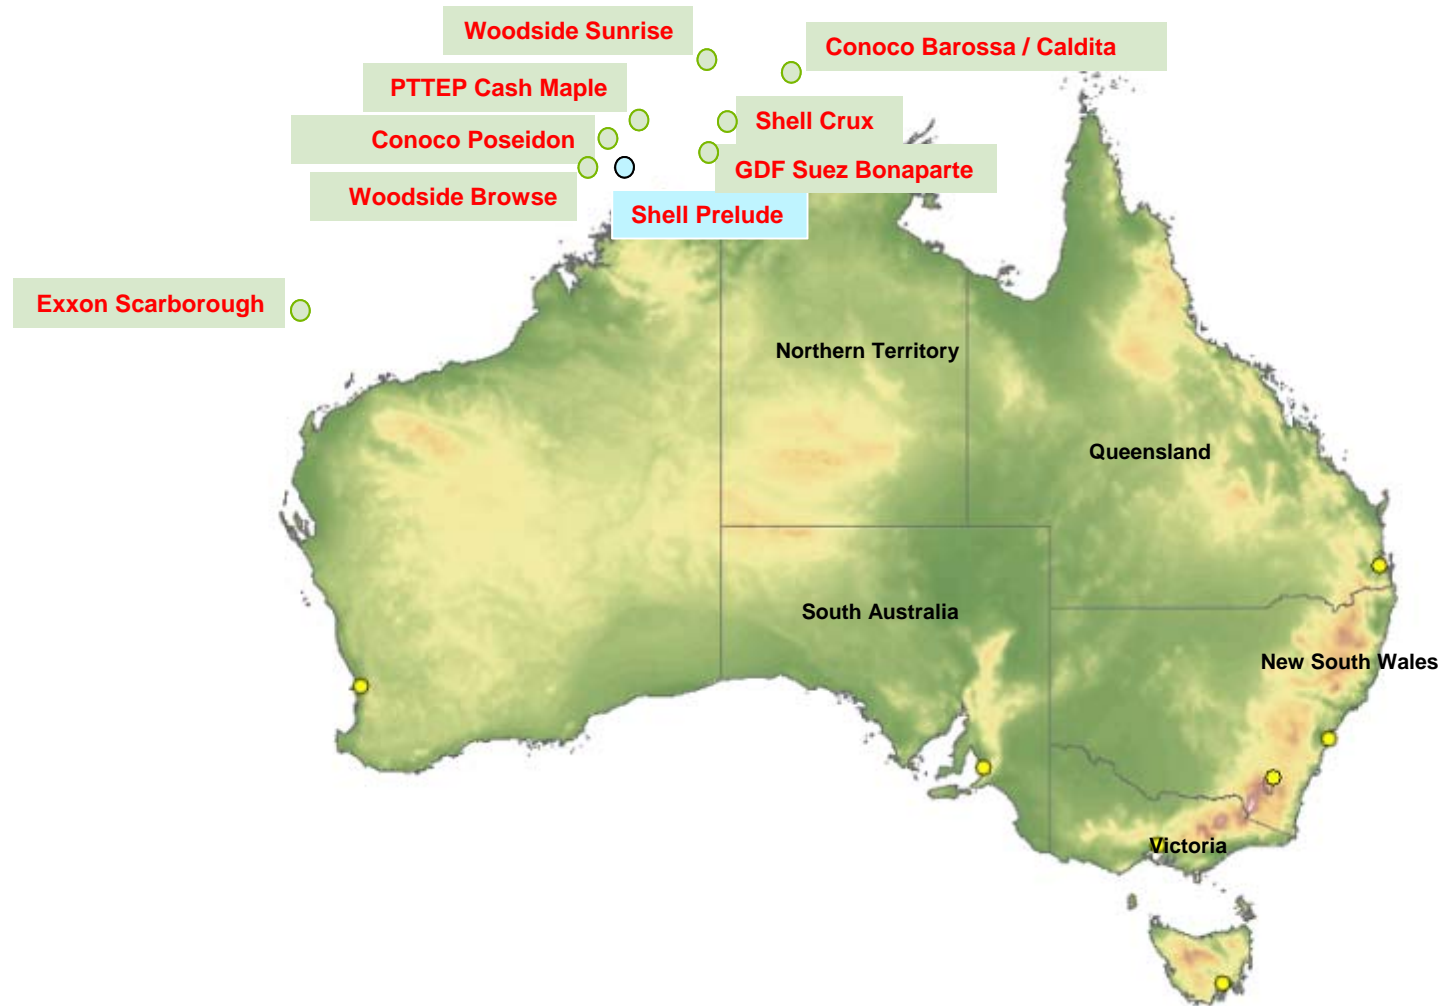 Woodside Sunrise
Conoco Barossa / Caldita
PTTEP Cash Maple
Shell Crux
Conoco Poseidon
GDF Suez Bonaparte
Woodside Browse
Shell Prelude
Exxon Scarborough
Northern Territory
Queensland
South Australia
New South Wales
Victoria